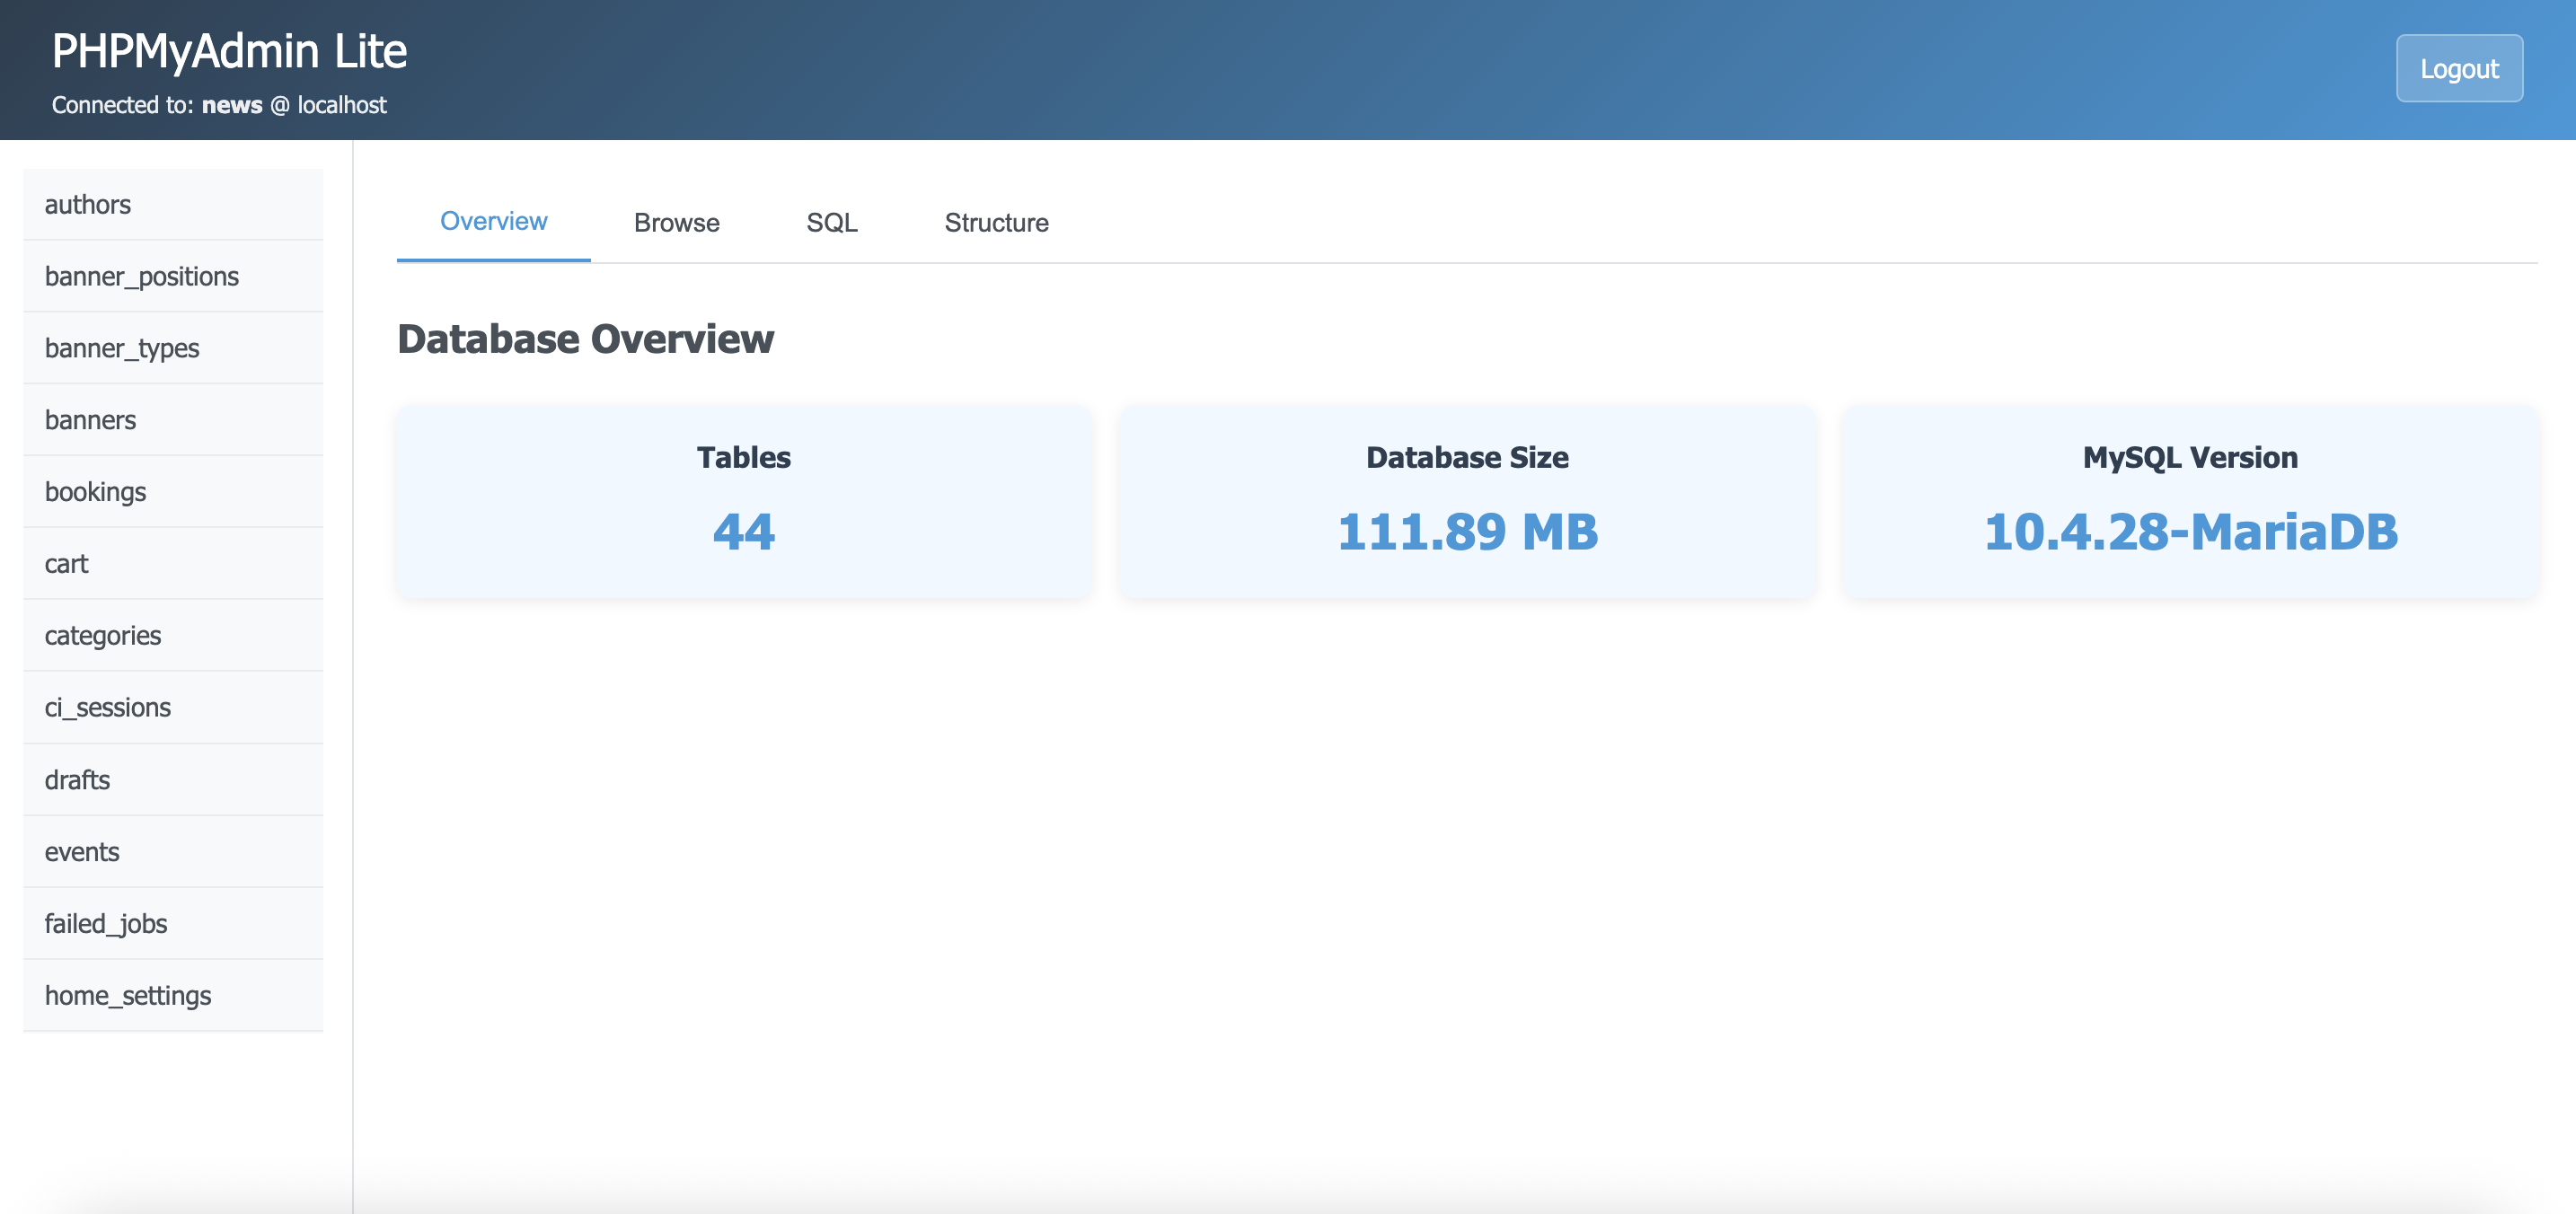 PHPMyAdmin Lite
Connected to: news @ localhost
Logout
authors
banner_positions
banner_types
banners
bookings
cart
categories
ci_sessions
drafts
events
failed_jobs
home_settings
Overview
Browse
SQL
Structure
Database Overview
Tables
44
Database Size
111.89 MB
MySQL Version
10.4.28-MariaDB